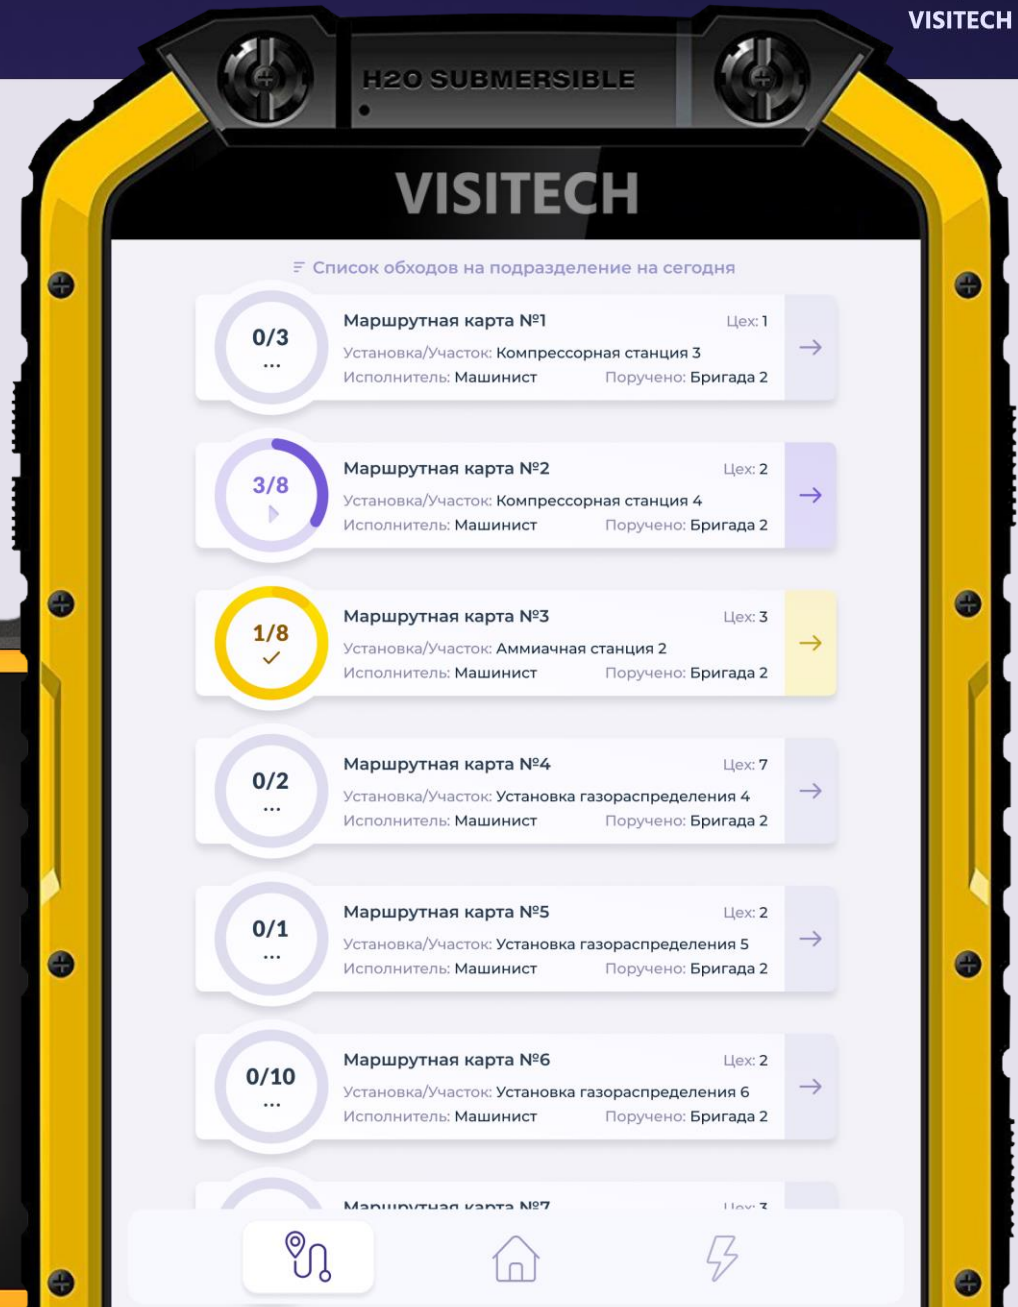 VISITECH
H2O SUBMERSIBLE
VISITECH
Список обходов на подразделение на сегодня
0/3
...
Маршрутная карта №1
Цех: 1
Установка/Участок: Компрессорная станция 3
Исполнитель: Машинист
Поручено: Бригада 2
3/8
Маршрутная карта №2
Цех: 2
Установка/Участок: Компрессорная станция 4
Исполнитель: Машинист
Поручено: Бригада 2
1/8
Маршрутная карта №3
Цех: 3
Установка/Участок: Аммиачная станция 2
Исполнитель: Машинист
Поручено: Бригада 2
0/2
...
Маршрутная карта №4
Цех: 7
Установка/Участок: Установка газораспределения 4
Исполнитель: Машинист
Поручено: Бригада 2
0/1
...
Маршрутная карта №5
Цех: 2
Установка/Участок: Установка газораспределения 5
Исполнитель: Машинист
Поручено: Бригада 2
0/10
...
Маршрутная карта №6
Цех: 2
Установка/Участок: Установка газораспределения 6
Исполнитель: Машинист
Поручено: Бригада 2
Маршрутная карта №7
Цех: 3